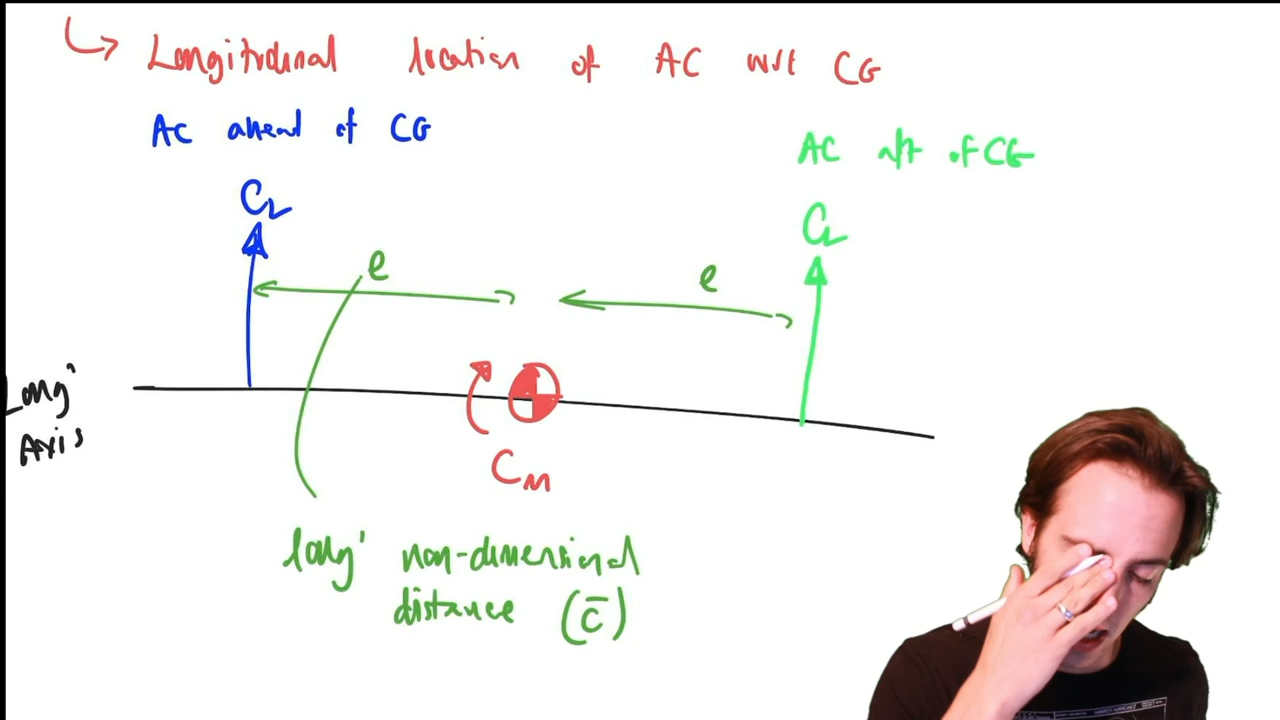 Longitudinal location of AC wrt CG
AC ahead of CG
AC aft of CG
CL
CL
e
e
Long'
Axis
CM
long' non-dimensional
distance (c̄)